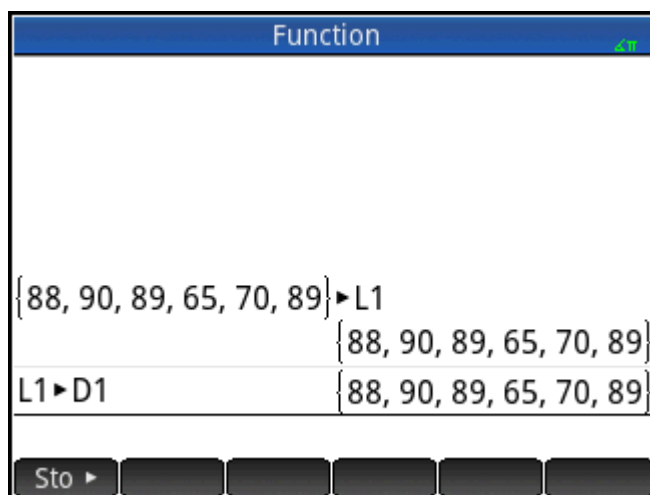 Function
∡π
{88, 90, 89, 65, 70, 89}▶L1
{88, 90, 89, 65, 70, 89}
L1▶D1 {88, 90, 89, 65, 70, 89}
Sto ▶